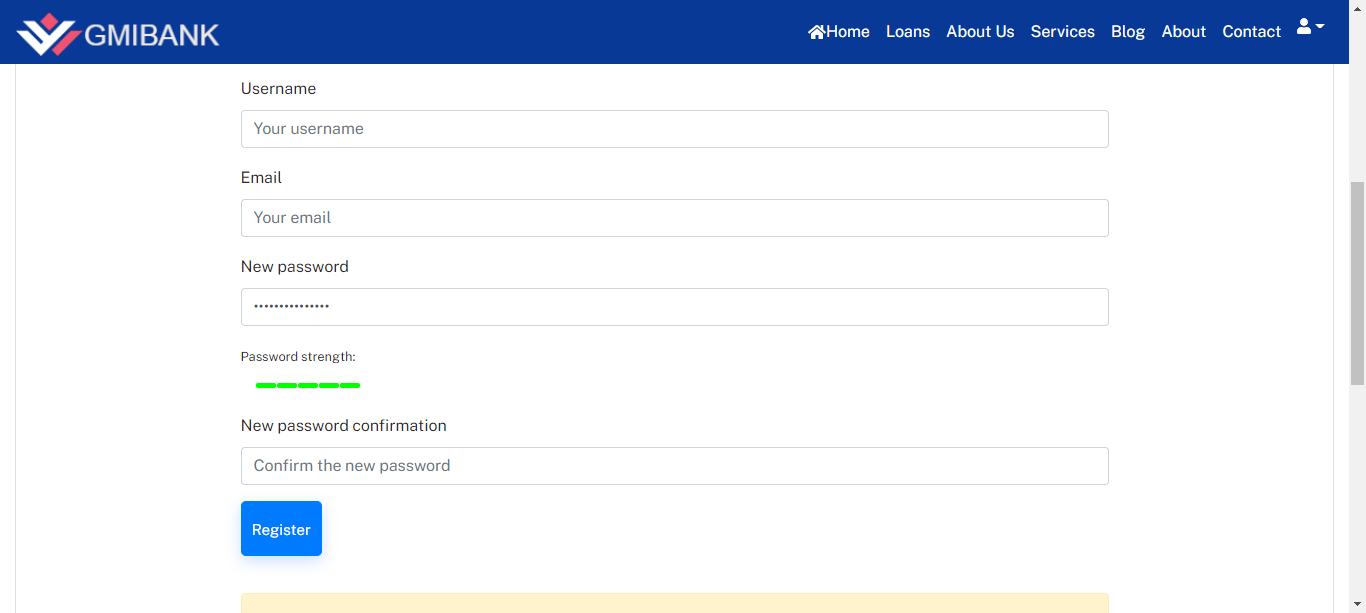 GMIBANK
Home Loans About Us Services Blog About Contact
Username
Your username
Email
Your email
New password
•••••••••••••••
Password strength:
New password confirmation
Confirm the new password
Register